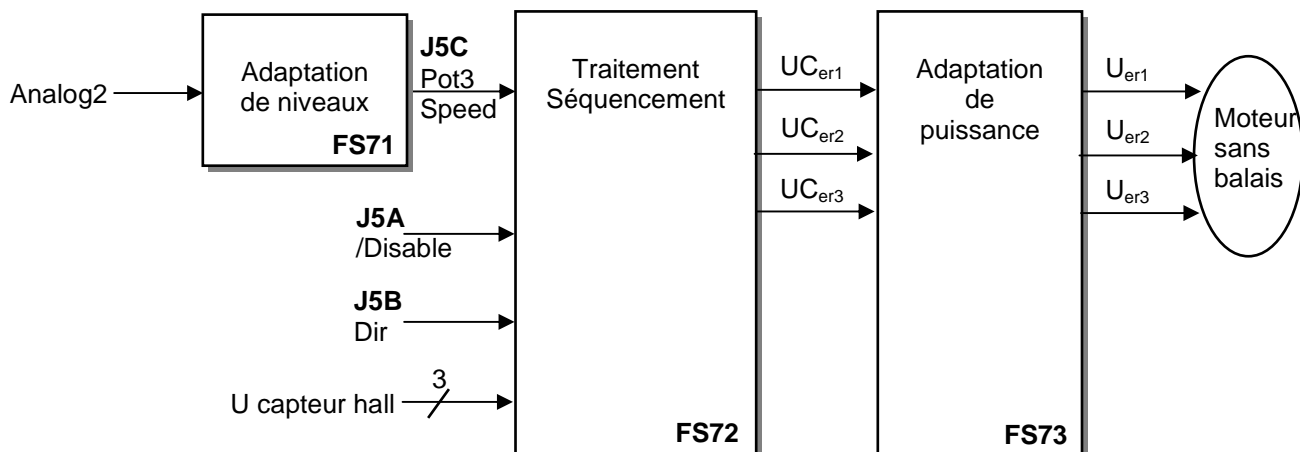 Analog2
Adaptation
de niveaux
FS71
J5C
Pot3
Speed
J5A
/Disable
J5B
Dir
U capteur hall
3
Traitement
Séquencement
FS72
UCer1
UCer2
UCer3
Adaptation
de
puissance
FS73
Uer1
Uer2
Uer3
Moteur
sans
balais